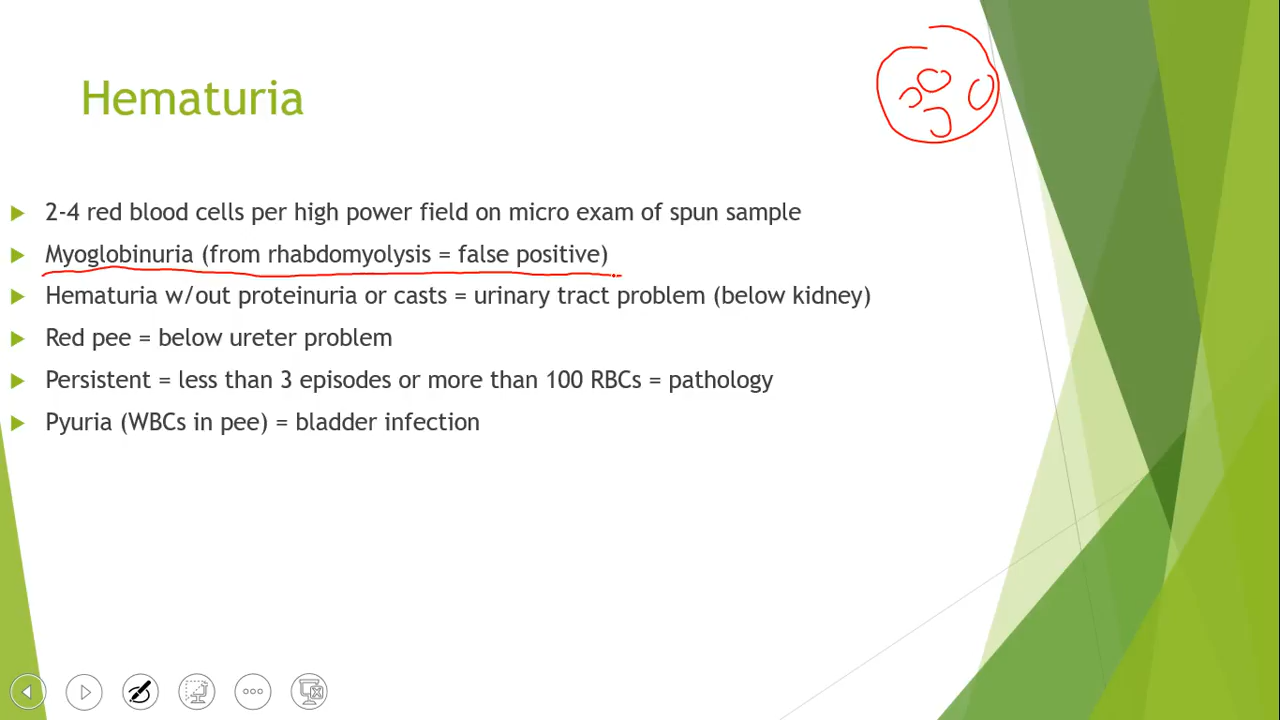 Hematuria
2-4 red blood cells per high power field on micro exam of spun sample
Myoglobinuria (from rhabdomyolysis = false positive)
Hematuria w/out proteinuria or casts = urinary tract problem (below kidney)
Red pee = below ureter problem
Persistent = less than 3 episodes or more than 100 RBCs = pathology
Pyuria (WBCs in pee) = bladder infection